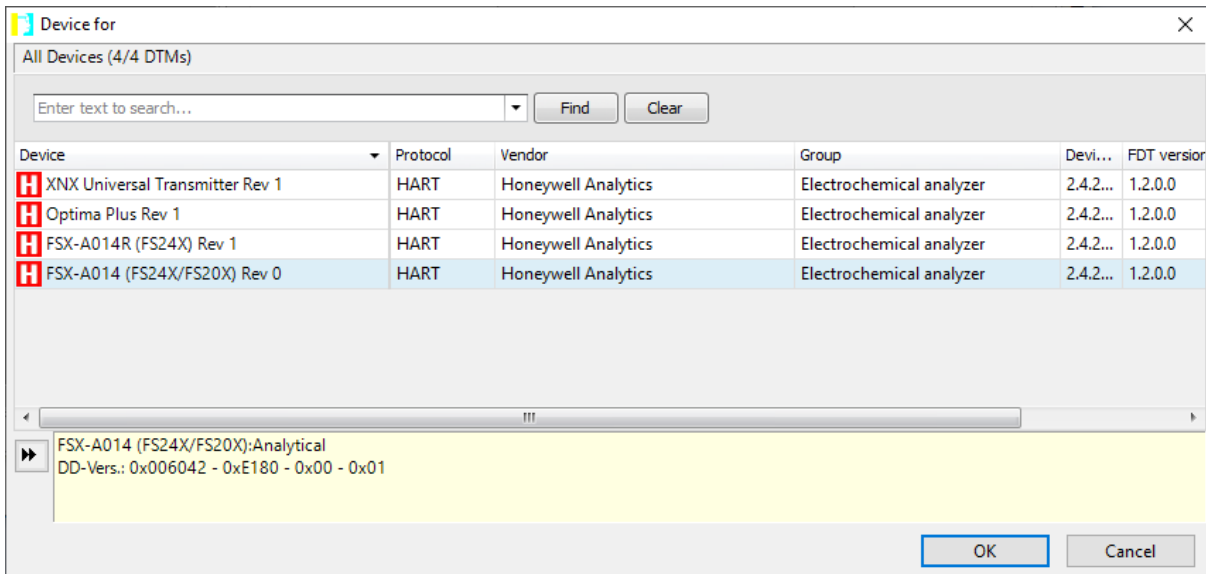 Device for
All Devices (4/4 DTMs)
Enter text to search... Find Clear
Device Protocol Vendor Group Devi... FDT version
H XNX Universal Transmitter Rev 1 HART Honeywell Analytics Electrochemical analyzer 2.4.2... 1.2.0.0
H Optima Plus Rev 1 HART Honeywell Analytics Electrochemical analyzer 2.4.2... 1.2.0.0
H FSX-A014R (FS24X) Rev 1 HART Honeywell Analytics Electrochemical analyzer 2.4.2... 1.2.0.0
H FSX-A014 (FS24X/FS20X) Rev 0 HART Honeywell Analytics Electrochemical analyzer 2.4.2... 1.2.0.0
FSX-A014 (FS24X/FS20X):Analytical
DD-Vers.: 0x006042 - 0xE180 - 0x00 - 0x01
OK Cancel